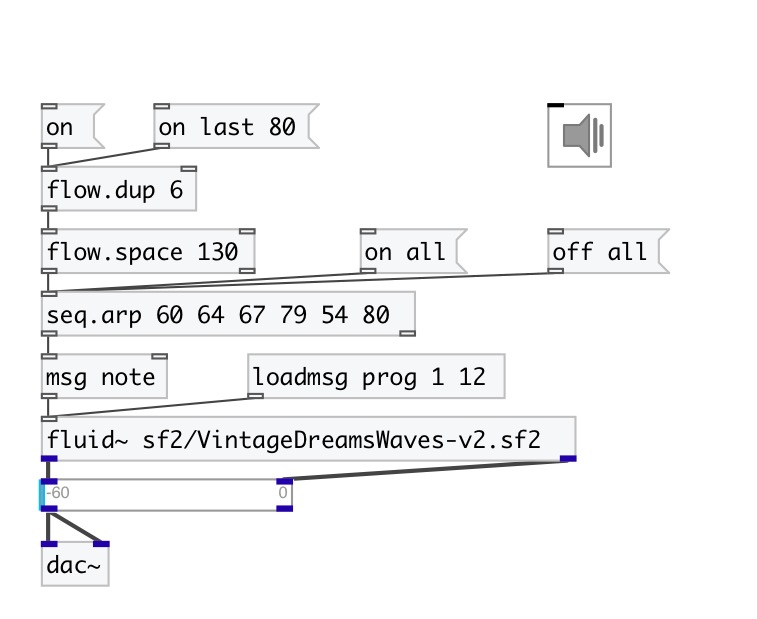 on
on last 80
flow.dup 6
flow.space 130
on all
off all
seq.arp 60 64 67 79 54 80
msg note
loadmsg prog 1 12
fluid~ sf2/VintageDreamsWaves-v2.sf2
-60
0
dac~